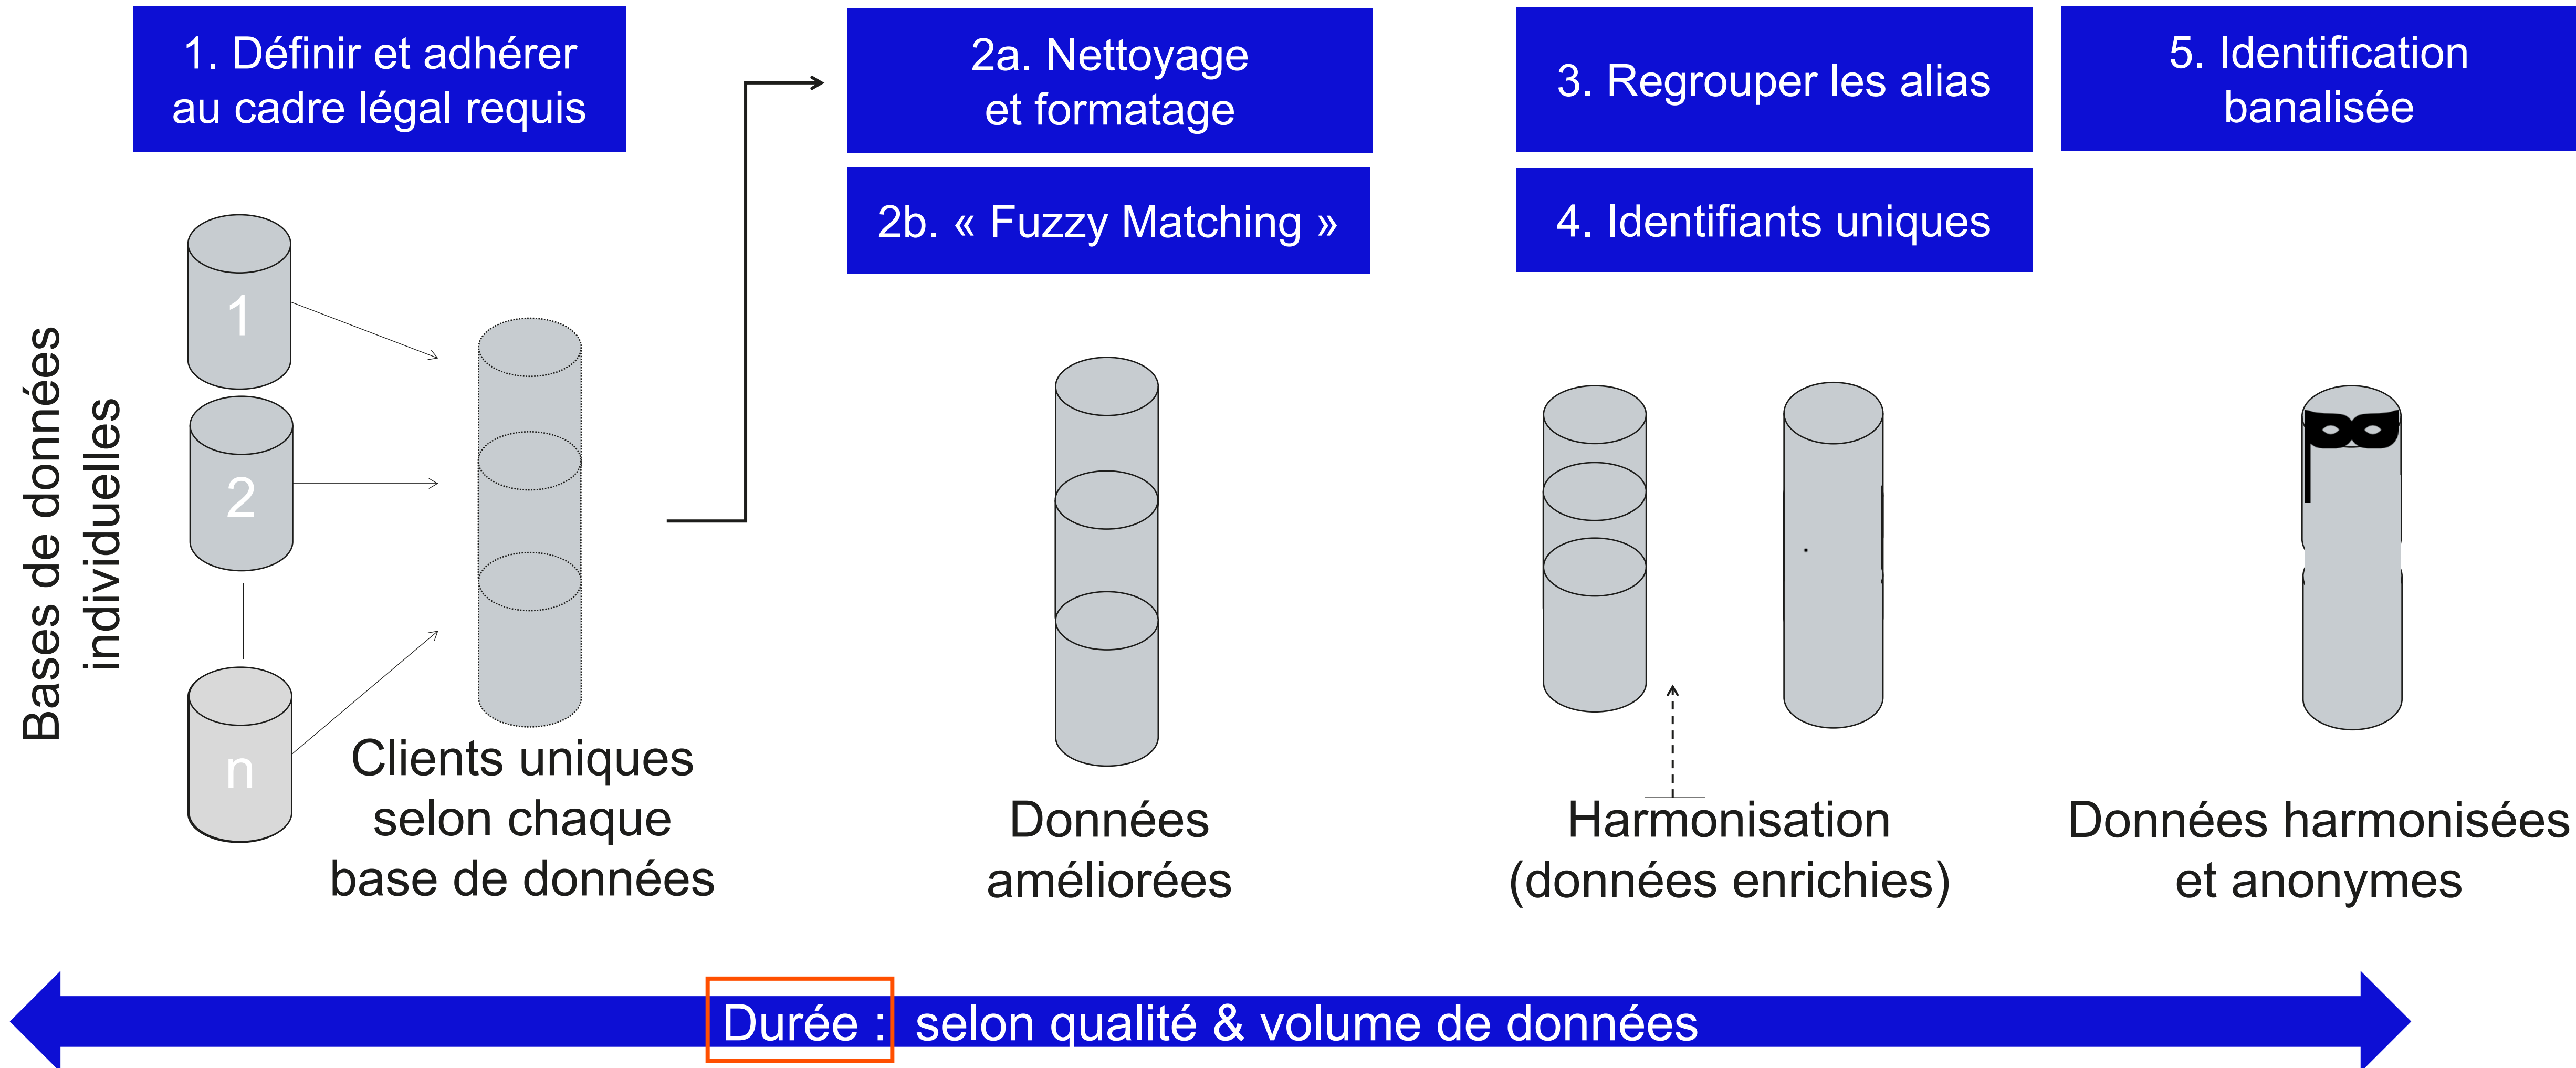 1. Définir et adhérer
au cadre légal requis
2a. Nettoyage
et formatage
2b. « Fuzzy Matching »
3. Regrouper les alias
4. Identifiants uniques
5. Identification
banalisée
Bases de données
individuelles
1
2
n
Clients uniques
selon chaque
base de données
Données
améliorées
Harmonisation
(données enrichies)
Données harmonisées
et anonymes
Durée : selon qualité & volume de données